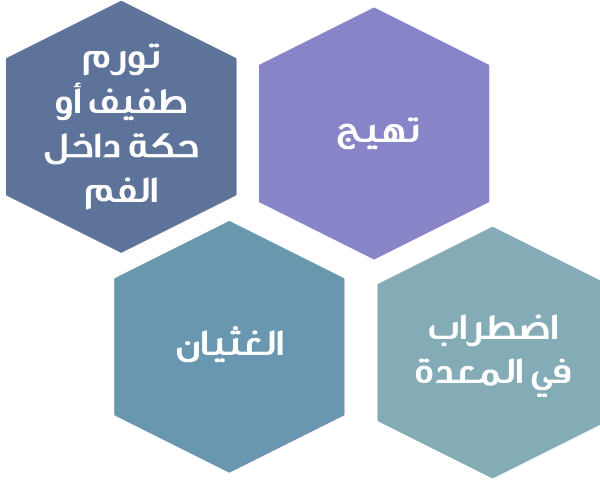 تهيج
تورم
طفيف أو
حكة داخل
الفم
اضطراب
في المعدة
الغثيان